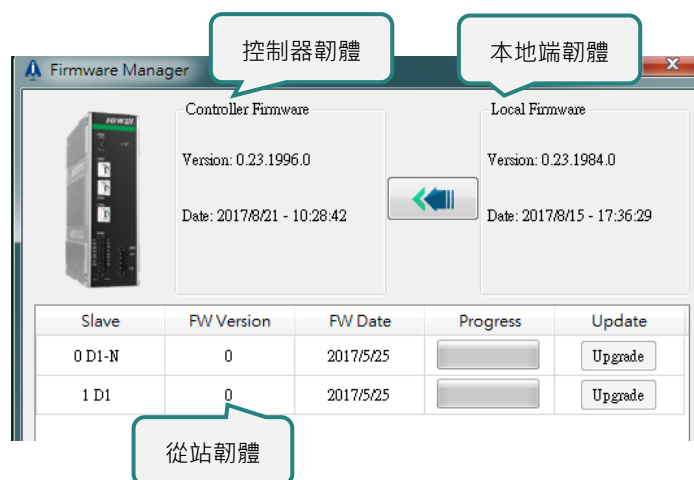 控制器韌體
本地端韌體
Firmware Manager
X
HIWIN
Controller Firmware
Local Firmware
Version: 0.23.1996.0
Version: 0.23.1984.0
Date: 2017/8/21 - 10:28:42
Date: 2017/8/15 - 17:36:29
Slave FW Version FW Date Progress Update
0 D1-N 0 2017/5/25 Upgrade
1 D1 0 2017/5/25 Upgrade
從站韌體